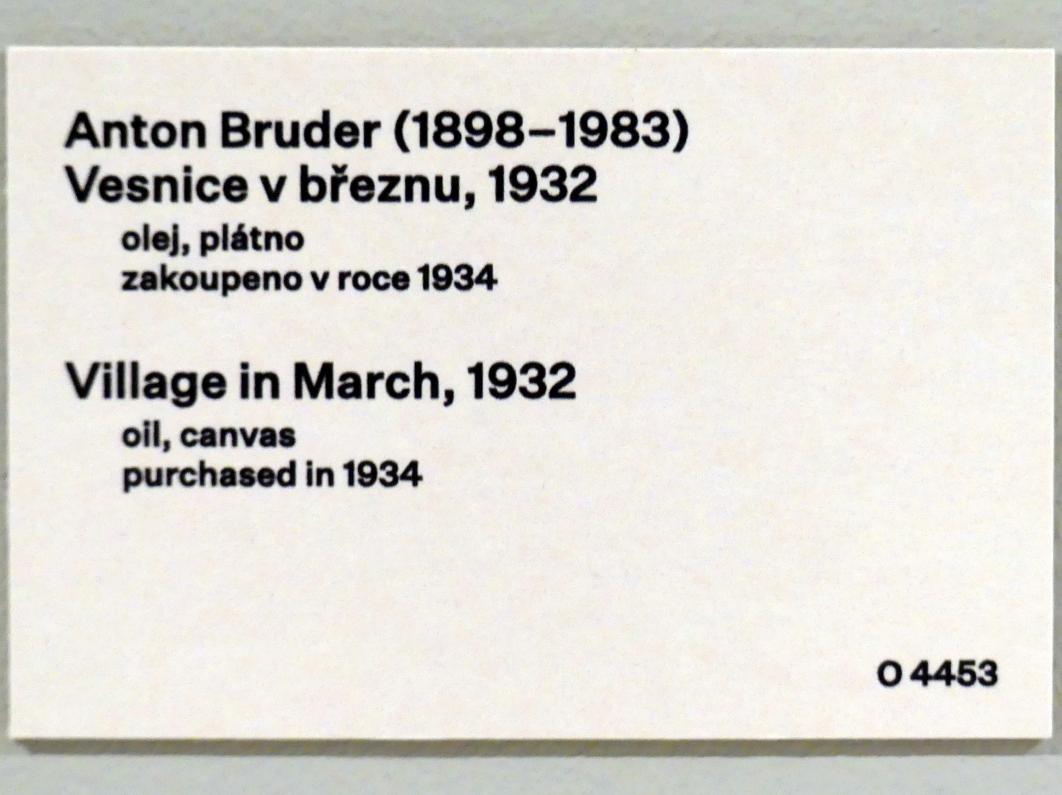 Anton Bruder (1898–1983)
Vesnice v březnu, 1932
olej, plátno
zakoupeno v roce 1934
Village in March, 1932
oil, canvas
purchased in 1934
O 4453